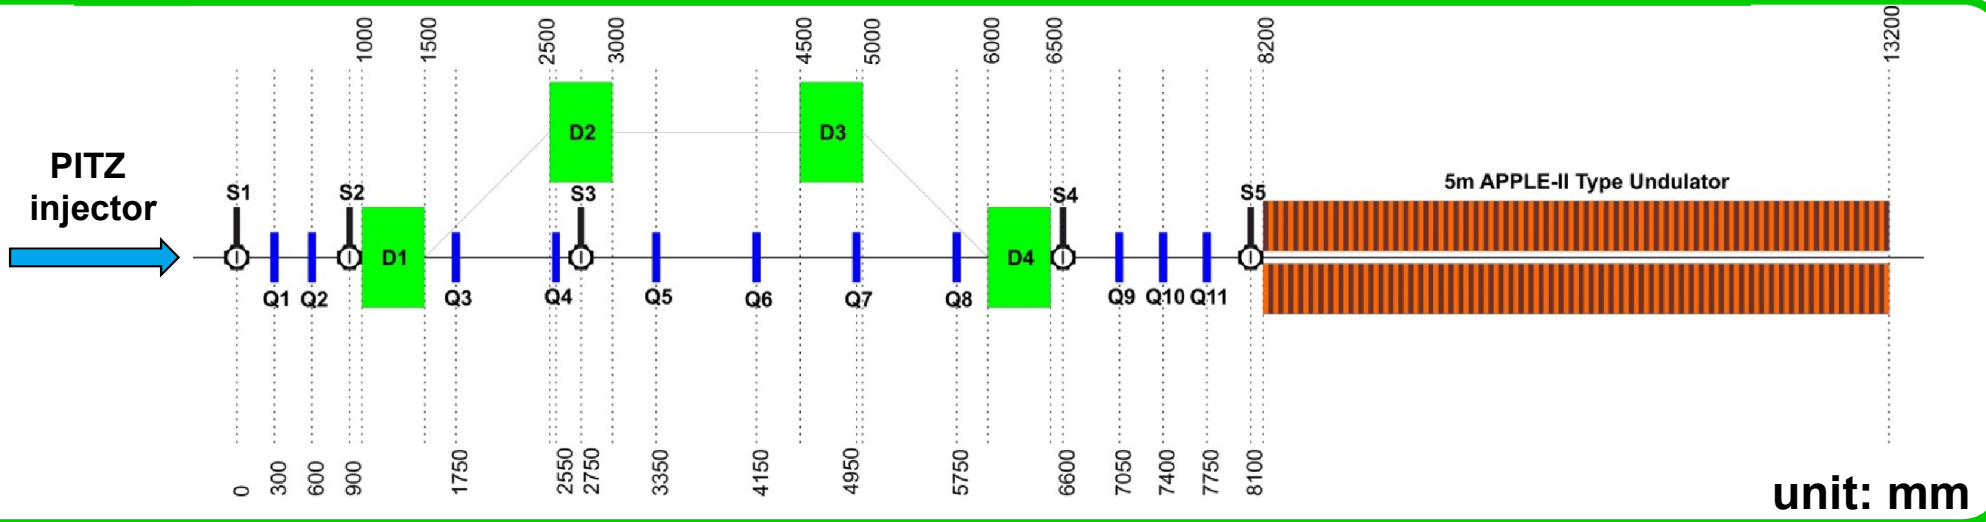 1000 1500 2500 3000 4500 5000 6000 6500 8200 13200
D2 D3
PITZ
injector
S1 S2 S3 S4 S5
5m APPLE-II Type Undulator
D1 D4
Q1 Q2 Q3 Q4 Q5 Q6 Q7 Q8 Q9 Q10 Q11
0 300 600 900 1750 2550 2750 3350 4150 4950 5750 6600 7050 7400 7750 8100
unit: mm